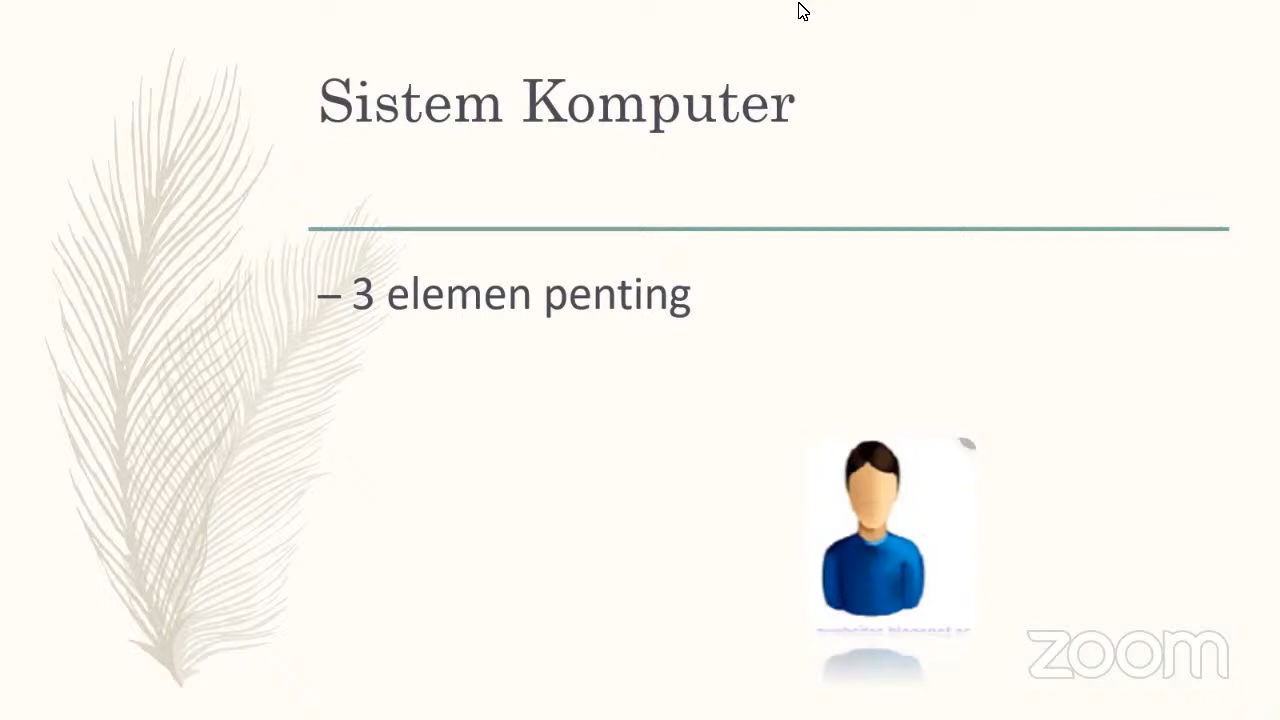 Sistem Komputer
– 3 elemen penting
zoom